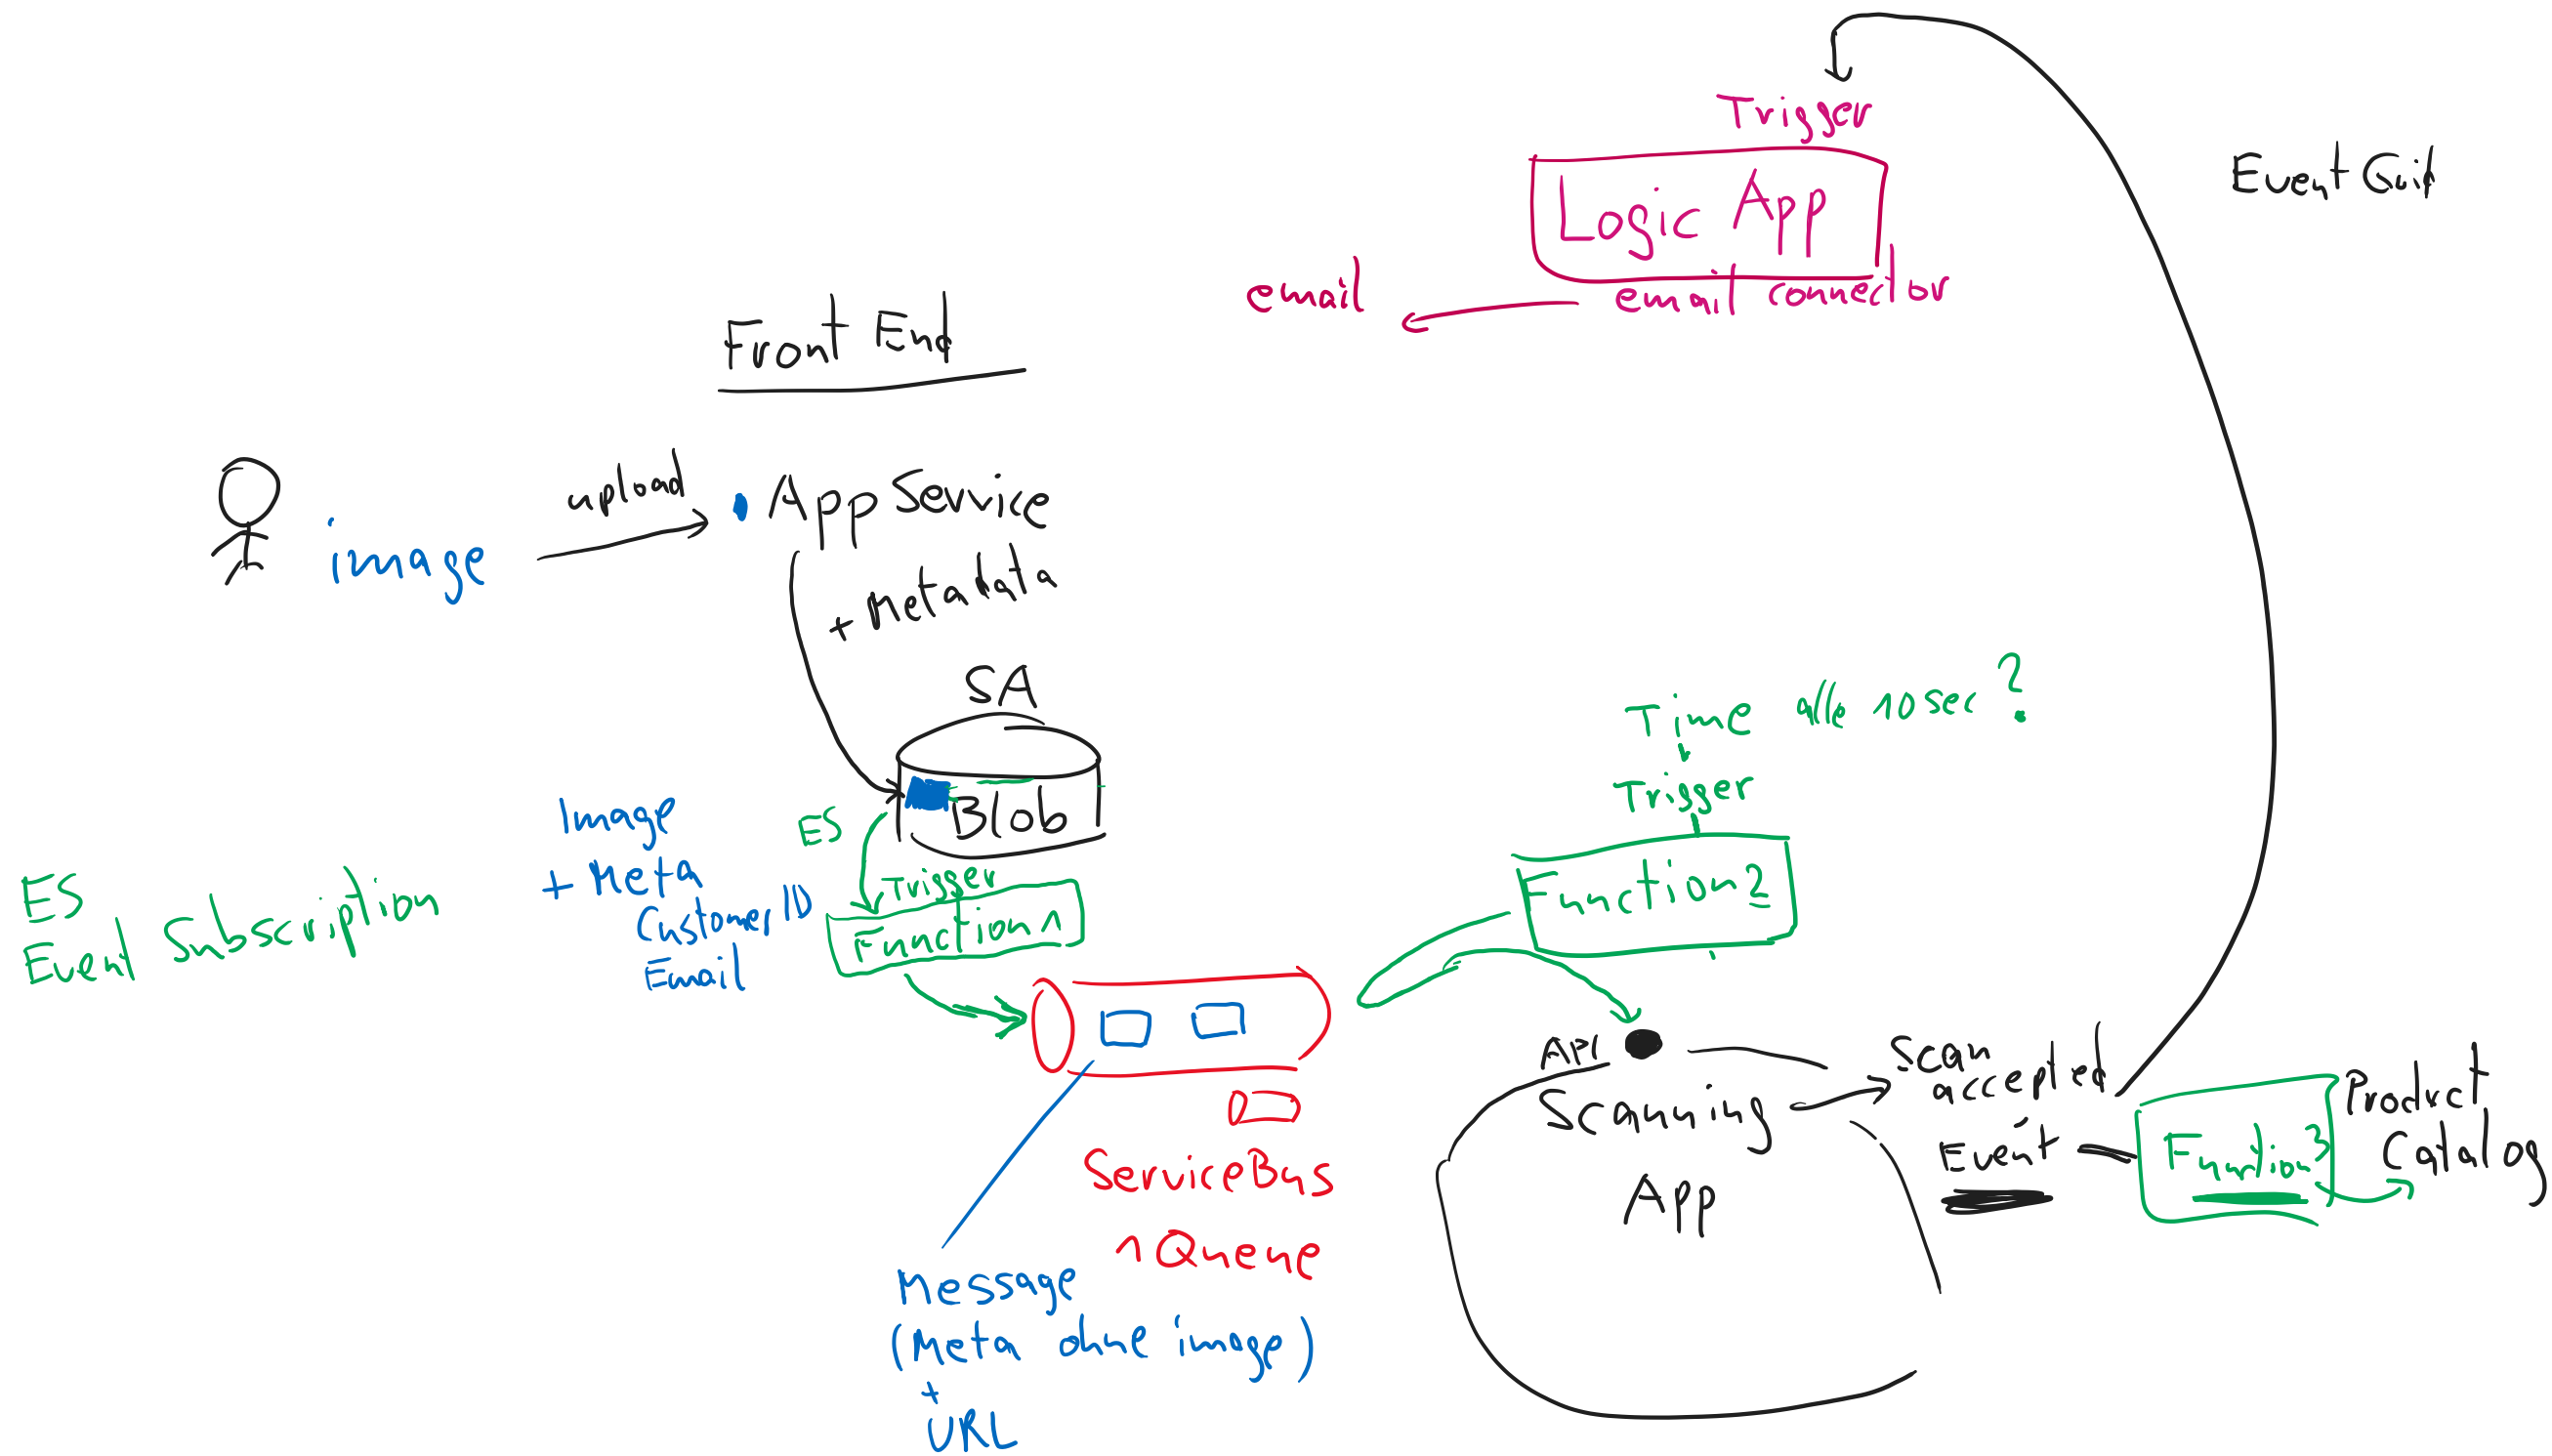 Trigger
Logic App
email connector
email
Event Grid
Front End
upload
image
App Service
+ Metadata
SA
Blob
ES
Trigger
Function 1
Image
+ Meta
Customer ID
Email
ES
Event Subscription
Time alle 10 sec ?
Trigger
Function 2
API
Scanning
App
Scan
accepted
Event
Function 3
Product
Catalog
ServiceBus
1 Queue
Message
(Meta ohne image)
+
URL